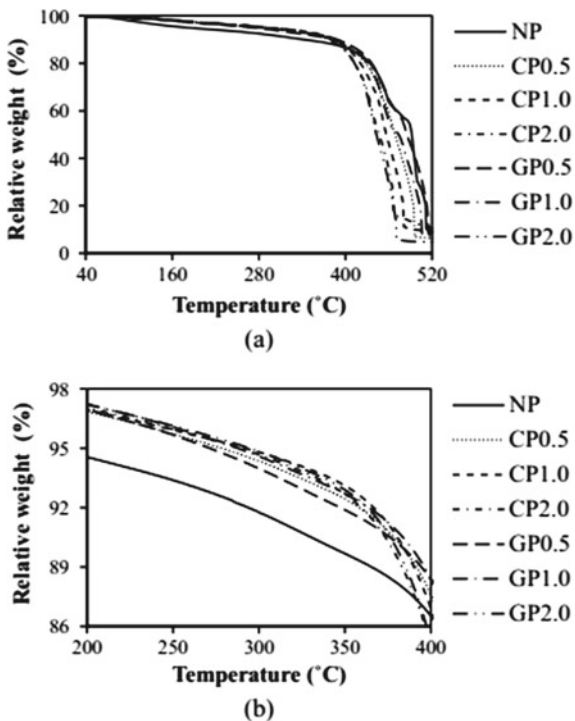 100
80
60
40
20
0
Relative weight (%)
40 160 280 400 520
Temperature (˚C)
NP
CP0.5
CP1.0
CP2.0
GP0.5
GP1.0
GP2.0
(a)
98
95
92
89
86
Relative weight (%)
200 250 300 350 400
Temperature (˚C)
NP
CP0.5
CP1.0
CP2.0
GP0.5
GP1.0
GP2.0
(b)